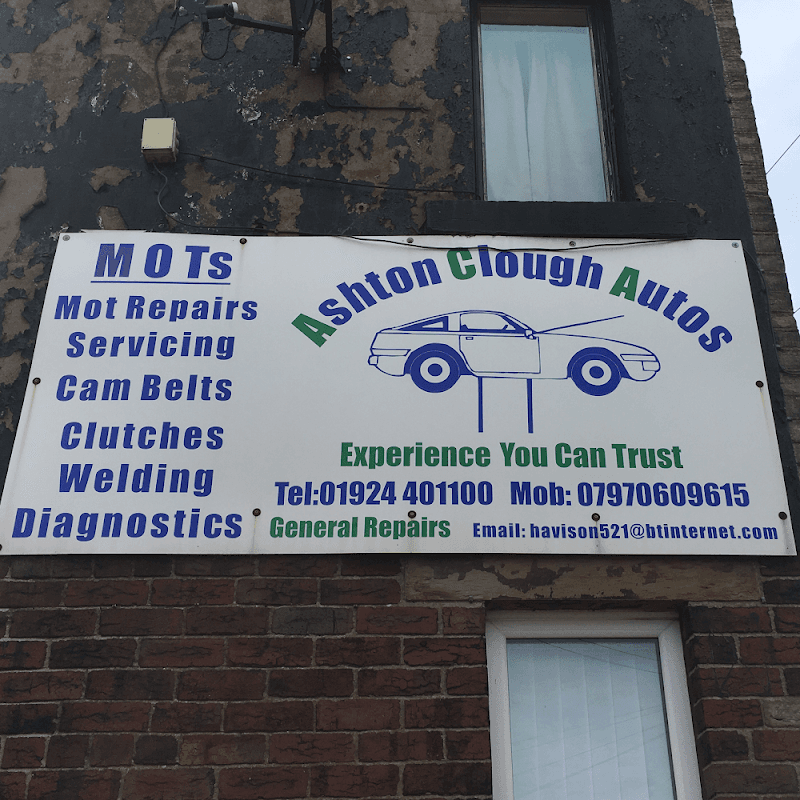 M O Ts
Mot Repairs
Servicing
Cam Belts
Clutches
Welding
Diagnostics
Ashton Clough Autos
Experience You Can Trust
Tel:01924 401100 Mob: 07970609615
General Repairs Email: havison521@btinternet.com